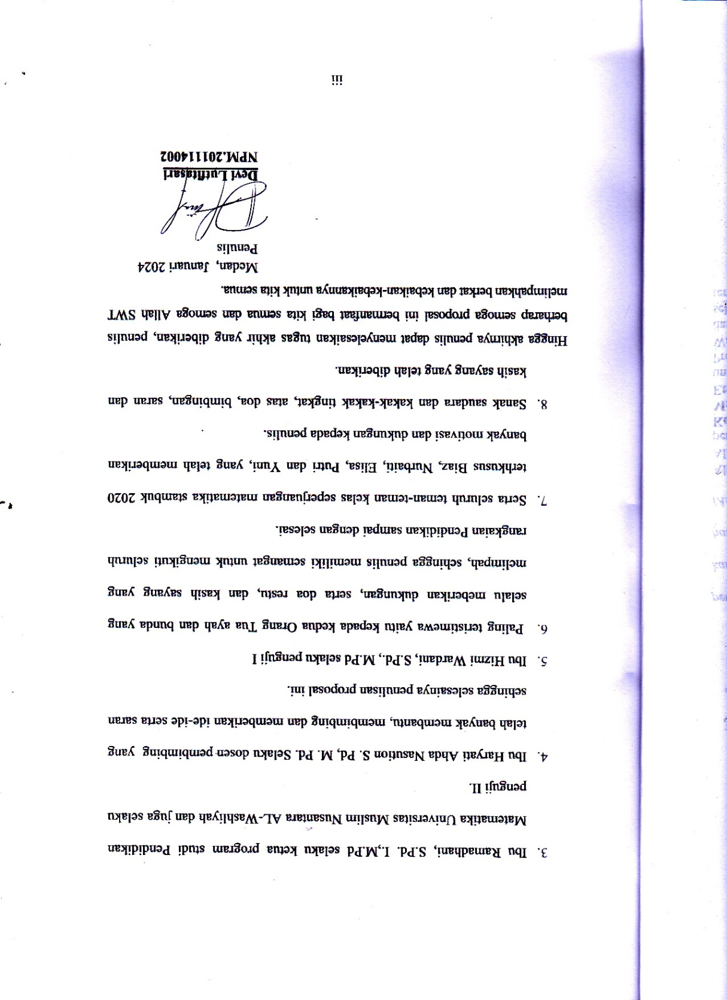 3. Ibu Ramadhani, S.Pd. I.,M.Pd selaku ketua program studi Pendidikan
Matematika Universitas Muslim Nusantara AL-Washliyah dan juga selaku
penguji II.
4. Ibu Haryati Ahda Nasution S. Pd, M. Pd. Selaku dosen pembimbing yang
telah banyak membantu, membimbing dan memberikan ide-ide serta saran
sehingga selesainya penulisan proposal ini.
5. Ibu Hizmi Wardani, S.Pd., M.Pd selaku penguji I
6. Paling teristimewa yaitu kepada kedua Orang Tua ayah dan bunda yang
selalu meberikan dukungan, serta doa restu, dan kasih sayang yang
melimpah, sehingga penulis memiliki semangat untuk mengikuti seluruh
rangkaian Pendidikan sampai dengan selesai.
7. Serta seluruh teman-teman kelas seperjuangan matematika stambuk 2020
terhkusus Biaz, Nurbaiti, Elisa, Putri dan Yuni, yang telah memberikan
banyak motivasi dan dukungan kepada penulis.
8. Sanak saudara dan kakak-kakak tingkat, atas doa, bimbingan, saran dan
kasih sayang yang telah diberikan.
Hingga akhirnya penulis dapat menyelesaikan tugas akhir yang diberikan, penulis
berharap semoga proposal ini bermanfaat bagi kita semua dan semoga Allah SWT
melimpahkan berkat dan kebaikan-kebaikannya untuk kita semua.
Medan, Januari 2024
Penulis
Devi Lutfitasari
NPM.201114002
iii